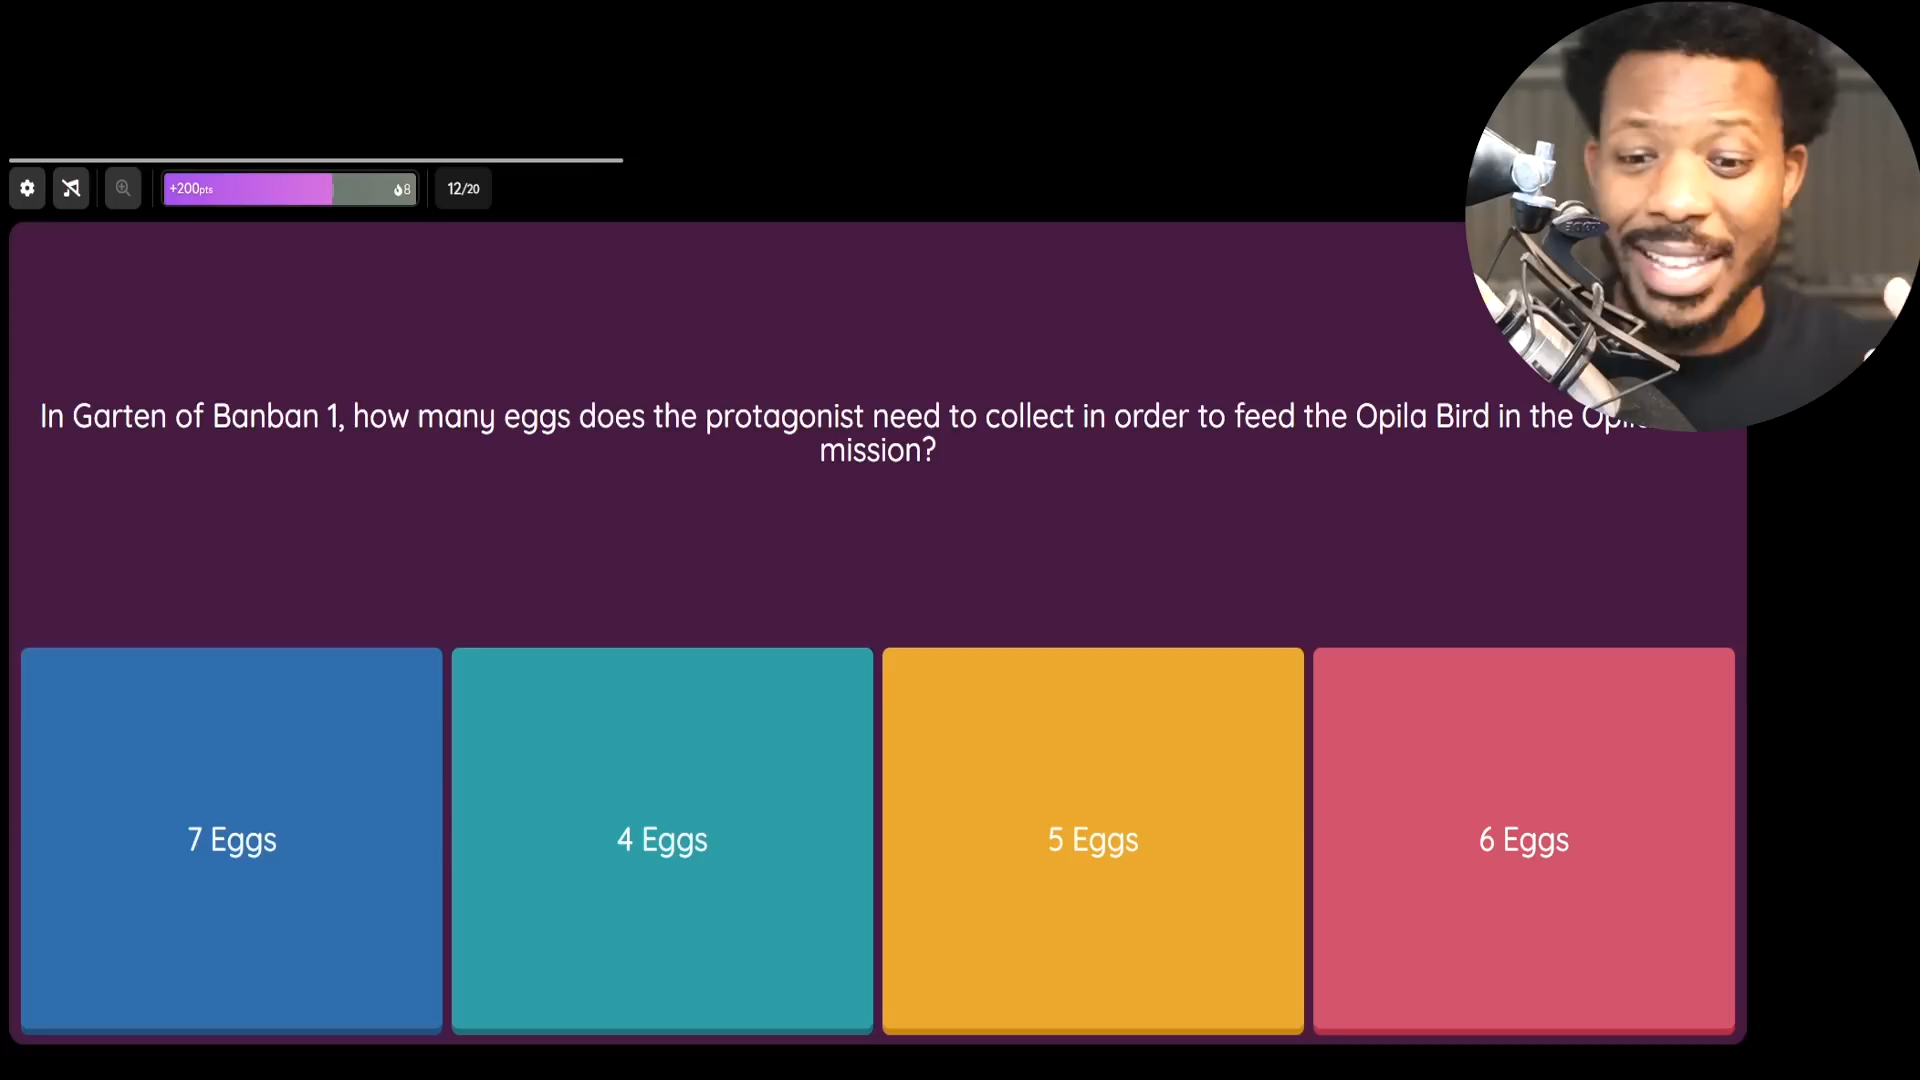 +200pts
8
12/20
In Garten of Banban 1, how many eggs does the protagonist need to collect in order to feed the Opila Bird in the
mission?
7 Eggs
4 Eggs
5 Eggs
6 Eggs